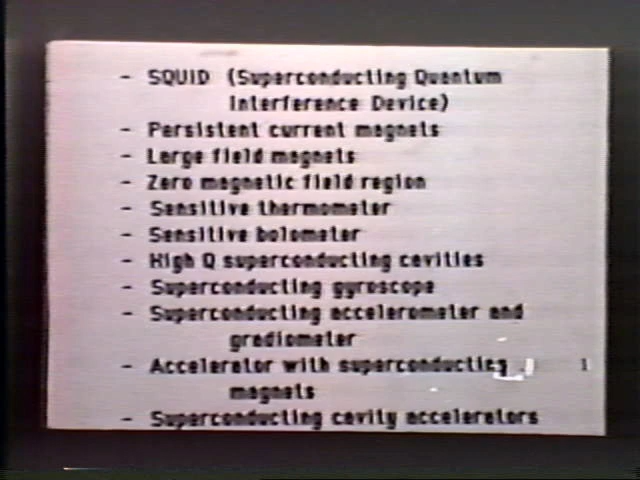 - SQUID (Superconducting Quantum
Interference Device)
- Persistent current magnets
- Large field magnets
- Zero magnetic field region
- Sensitive thermometer
- Sensitive bolometer
- High Q superconducting cavities
- Superconducting gyroscope
- Superconducting accelerometer and
gradiometer
- Accelerator with superconducting
magnets
- Superconducting cavity accelerators